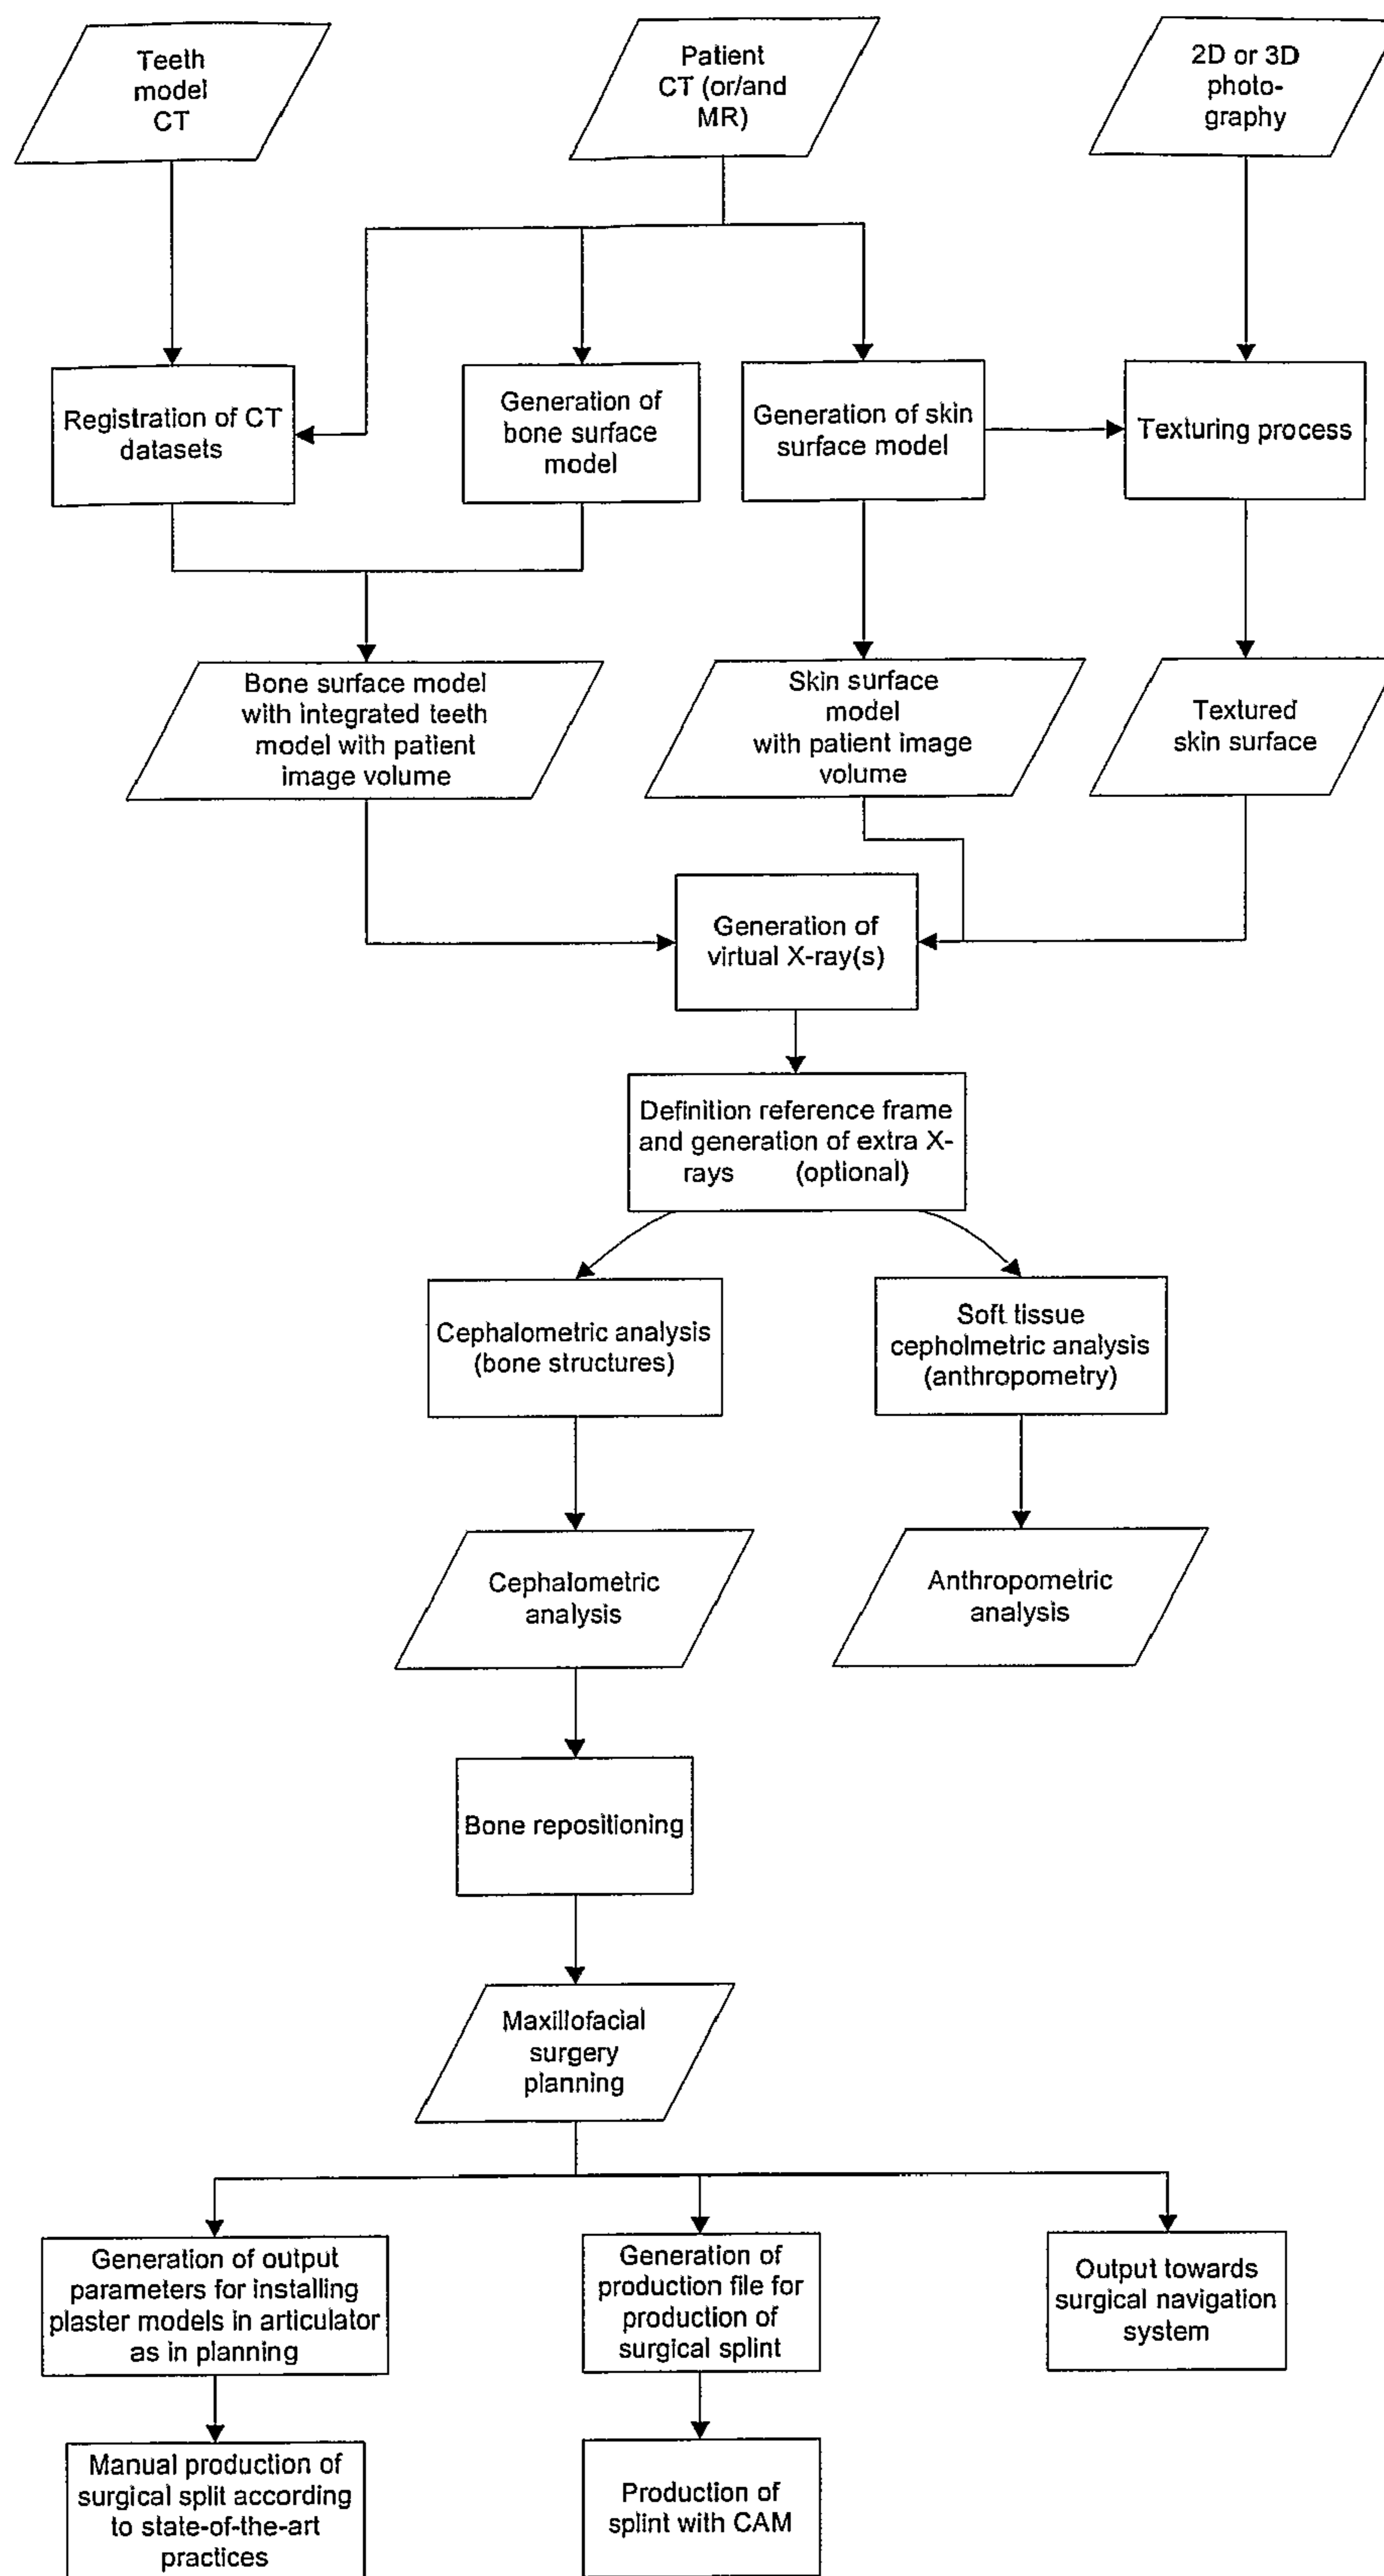 Teeth
model
CT
Patient
CT (or/and
MR)
2D or 3D
photo-
graphy
Registration of CT
datasets
Generation of
bone surface
model
Generation of skin
surface model
Texturing process
Bone surface model
with integrated teeth
model with patient
image volume
Skin surface
model
with patient image
volume
Textured
skin surface
Generation of
virtual X-ray(s)
Definition reference frame
and generation of extra X-
rays (optional)
Cephalometric analysis
(bone structures)
Soft tissue
cepholmetric analysis
(anthropometry)
Cephalometric
analysis
Anthropometric
analysis
Bone repositioning
Maxillofacial
surgery
planning
Generation of output
parameters for installing
plaster models in articulator
as in planning
Generation of
production file for
production of
surgical splint
Output towards
surgical navigation
system
Manual production of
surgical split according
to state-of-the-art
practices
Production of
splint with CAM